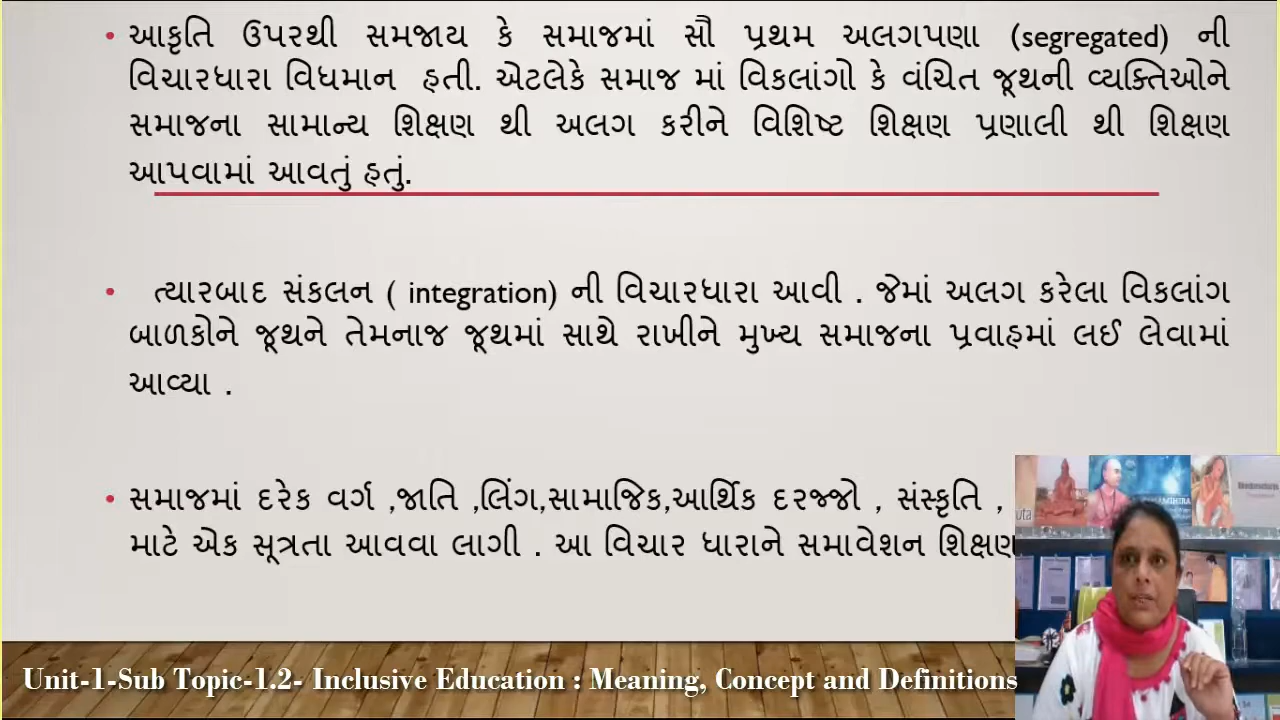 આકૃતિ ઉપરથી સમજાય કે સમાજમાં સૌ પ્રથમ અલગપણા (segregated) ની
વિચારધારા વિધમાન હતી. એટલેકે સમાજ માં વિકલાંગો કે વંચિત જૂથની વ્યક્તિઓને
સમાજના સામાન્ય શિક્ષણ થી અલગ કરીને વિશિષ્ટ શિક્ષણ પ્રણાલી થી શિક્ષણ
આપવામાં આવતું હતું.
ત્યારબાદ સંકલન ( integration) ની વિચારધારા આવી . જેમાં અલગ કરેલા વિકલાંગ
બાળકોને જૂથને તેમનાજ જૂથમાં સાથે રાખીને મુખ્ય સમાજના પ્રવાહમાં લઈ લેવામાં
આવ્યા .
સમાજમાં દરેક વર્ગ ,જાતિ ,લિંગ,સામાજિક,આર્થિક દરજ્જો , સંસ્કૃતિ ,
માટે એક સૂત્રતા આવવા લાગી . આ વિચાર ધારાને સમાવેશન શિક્ષણ
Unit-1-Sub Topic-1.2- Inclusive Education : Meaning, Concept and Definitions